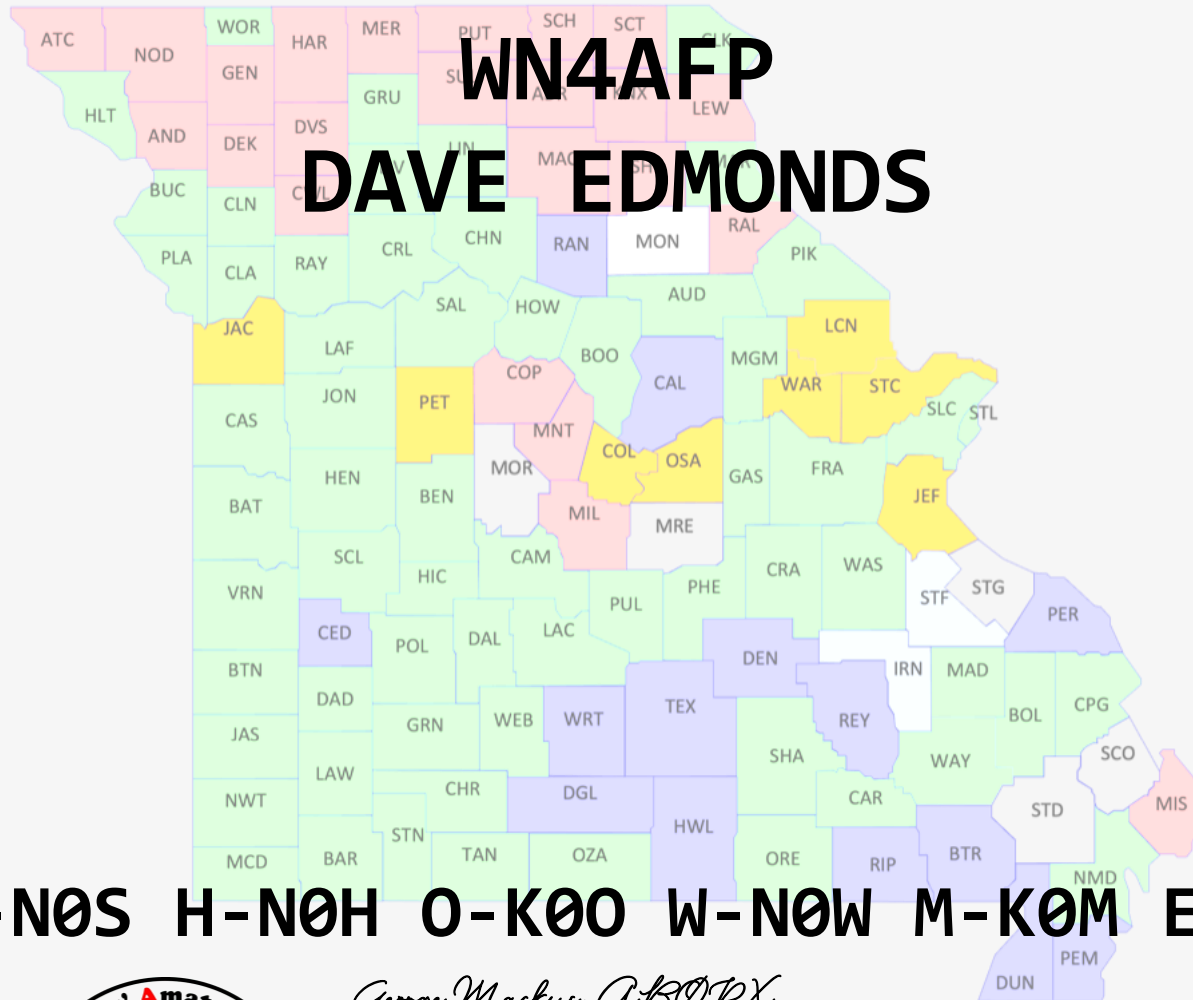 WOR SCH SCT
ATC NOD HAR MER PUT CLK
GEN
WN4AFP
GRU LEW
HLT AND DEK DVS LIN MAC
DAVE EDMONDS
BUC CLN RAL
PLA CLA RAY CRL CHN RAN MON PIK
JAC SAL HOW AUD LCN
LAF BOO MGM
JON PET COP CAL WAR STC
CAS SLC STL
MNT COL OSA
HEN BEN MOR GAS FRA JEF
BAT MIL MRE
SCL CAM CRA WAS
VRN HIC PHE STF STG
CED PUL PER
POL DAL LAC DEN
BTN IRN MAD
DAD TEX CPG
JAS GRN WEB WRT REY BOL
LAW SHA WAY SCO
NWT CHR DGL CAR STD MIS
STN HWL
MCD BAR TAN OZA ORE RIP BTR
NMD
-N0S H-N0H O-K0O W-N0W M-K0M E
PEM
DUN